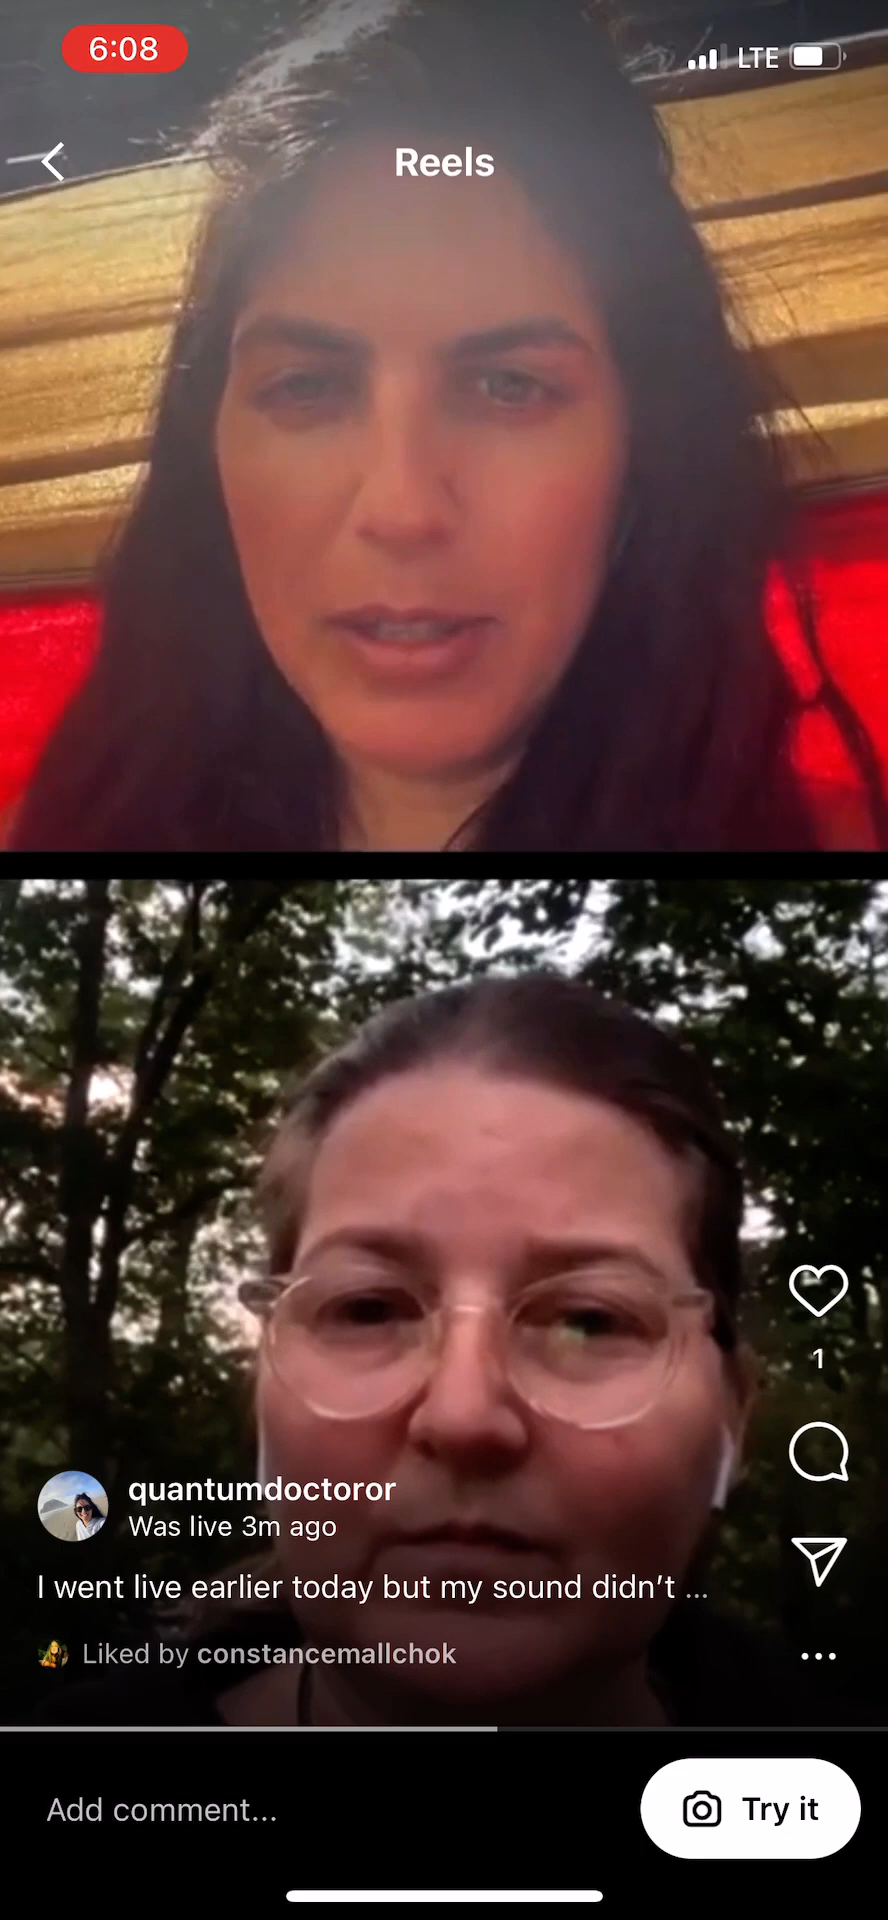 6:08
LTE
Reels
1
quantumdoctoror
Was live 3m ago
I went live earlier today but my sound didn’t ...
Liked by constancemallchok
Add comment...
Try it